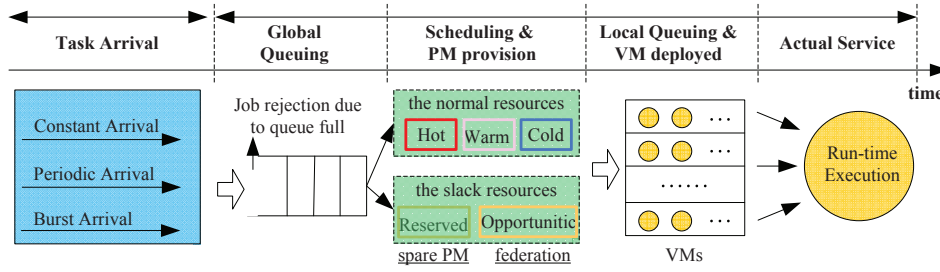 Task Arrival
Global
Queuing
Scheduling &
PM provision
Local Queuing &
VM deployed
Actual Service
time
Constant Arrival
Periodic Arrival
Burst Arrival
Job rejection due
to queue full
the normal resources
Hot
Warm
Cold
the slack resources
Reserved
Opportunitic
spare PM
federation
...
...
......
...
VMs
Run-time
Execution